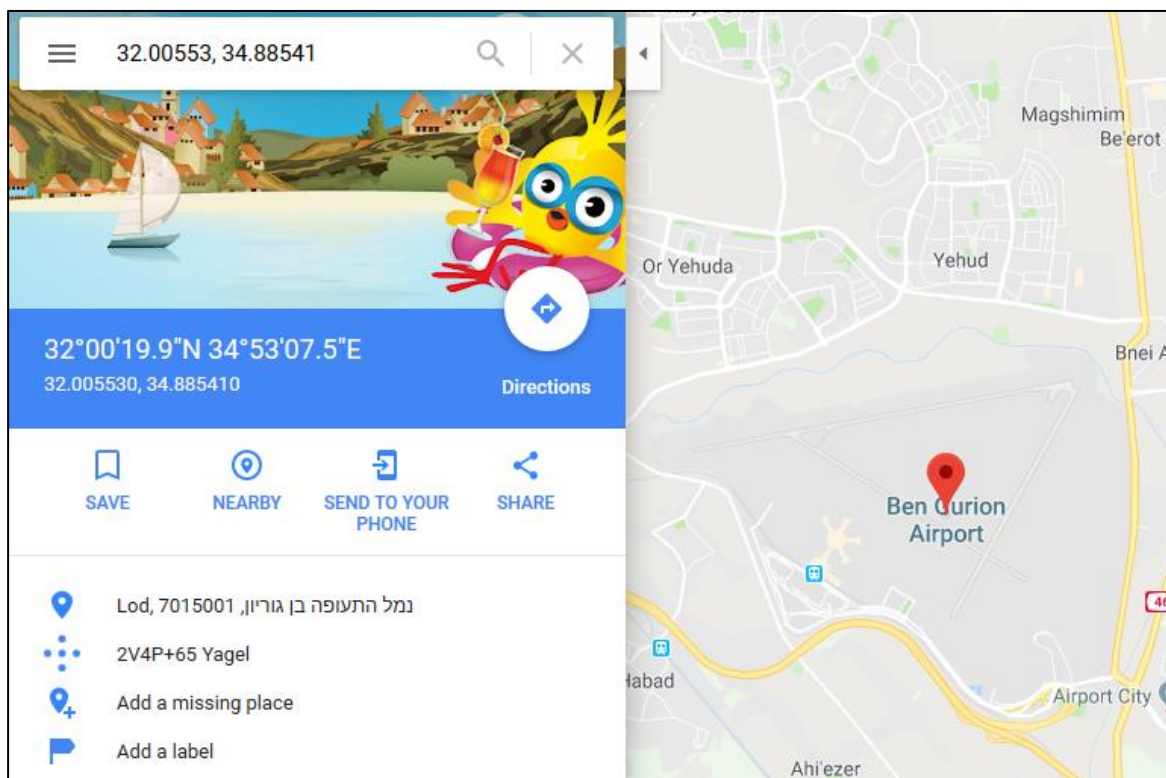 32.00553, 34.88541
32°00'19.9"N 34°53'07.5"E
32.005530, 34.885410
Directions
SAVE
NEARBY
SEND TO YOUR
PHONE
SHARE
Lod, 7015001 ,נמל התעופה בן גוריון
2V4P+65 Yagel
Add a missing place
Add a label
Magshimim
Be'erot
Or Yehuda
Yehud
Bnei A
Ben Gurion
Airport
46
Habad
Airport City
Ahi'ezer